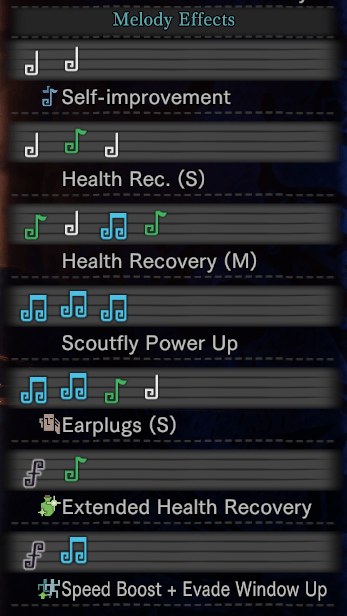 Melody Effects
Self-improvement
Health Rec. (S)
Health Recovery (M)
Scoutfly Power Up
Earplugs (S)
Extended Health Recovery
Speed Boost + Evade Window Up